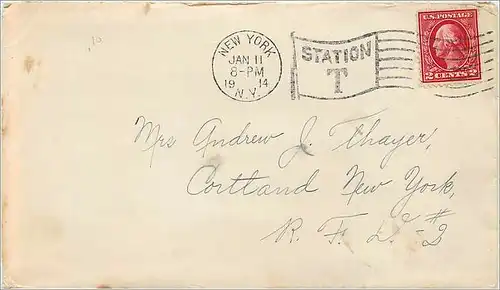 NEW YORK
JAN 11
8-PM
19 14
N.Y.
STATION
T
U.S. POSTAGE
2 CENTS 2
Mrs Andrew J. Thayer,
Cortland New York,
R. F. D. #3